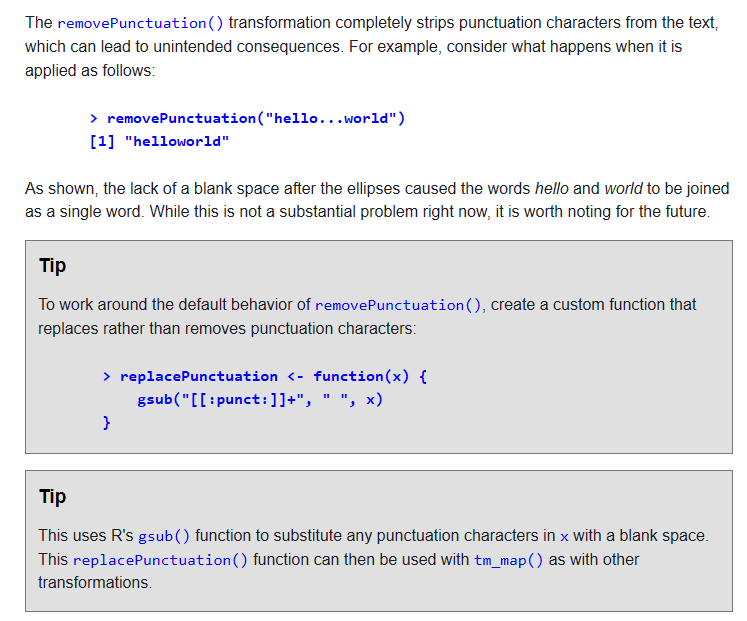 The removePunctuation() transformation completely strips punctuation characters from the text,
which can lead to unintended consequences. For example, consider what happens when it is
applied as follows:
> removePunctuation("hello...world")
[1] "helloworld"
As shown, the lack of a blank space after the ellipses caused the words hello and world to be joined
as a single word. While this is not a substantial problem right now, it is worth noting for the future.
Tip
To work around the default behavior of removePunctuation(), create a custom function that
replaces rather than removes punctuation characters:
> replacePunctuation <- function(x) {
gsub("[[:punct:]]+", " ", x)
}
Tip
This uses R's gsub() function to substitute any punctuation characters in x with a blank space.
This replacePunctuation() function can then be used with tm_map() as with other
transformations.